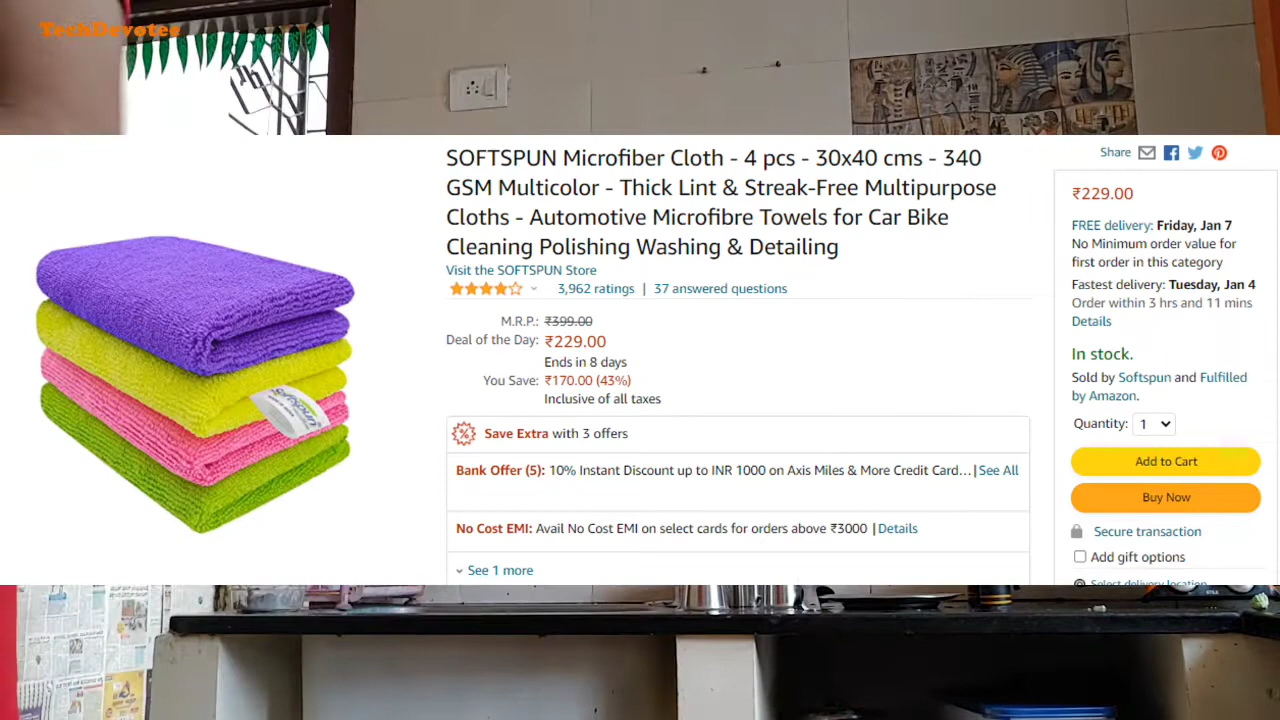 TechDevotee
SOFTSPUN Microfiber Cloth - 4 pcs - 30x40 cms - 340
GSM Multicolor - Thick Lint & Streak-Free Multipurpose
Cloths - Automotive Microfibre Towels for Car Bike
Cleaning Polishing Washing & Detailing
Visit the SOFTSPUN Store
3,962 ratings | 37 answered questions
M.R.P.: ₹399.00
Deal of the Day: ₹229.00
Ends in 8 days
You Save: ₹170.00 (43%)
Inclusive of all taxes
Save Extra with 3 offers
Bank Offer (5): 10% Instant Discount up to INR 1000 on Axis Miles & More Credit Card… | See All
No Cost EMI: Avail No Cost EMI on select cards for orders above ₹3000 | Details
See 1 more
Softspun
Share
₹229.00
FREE delivery: Friday, Jan 7
No Minimum order value for
first order in this category
Fastest delivery: Tuesday, Jan 4
Order within 3 hrs and 11 mins
Details
In stock.
Sold by Softspun and Fulfilled
by Amazon.
Quantity: 1
Add to Cart
Buy Now
Secure transaction
Add gift options
Select delivery location